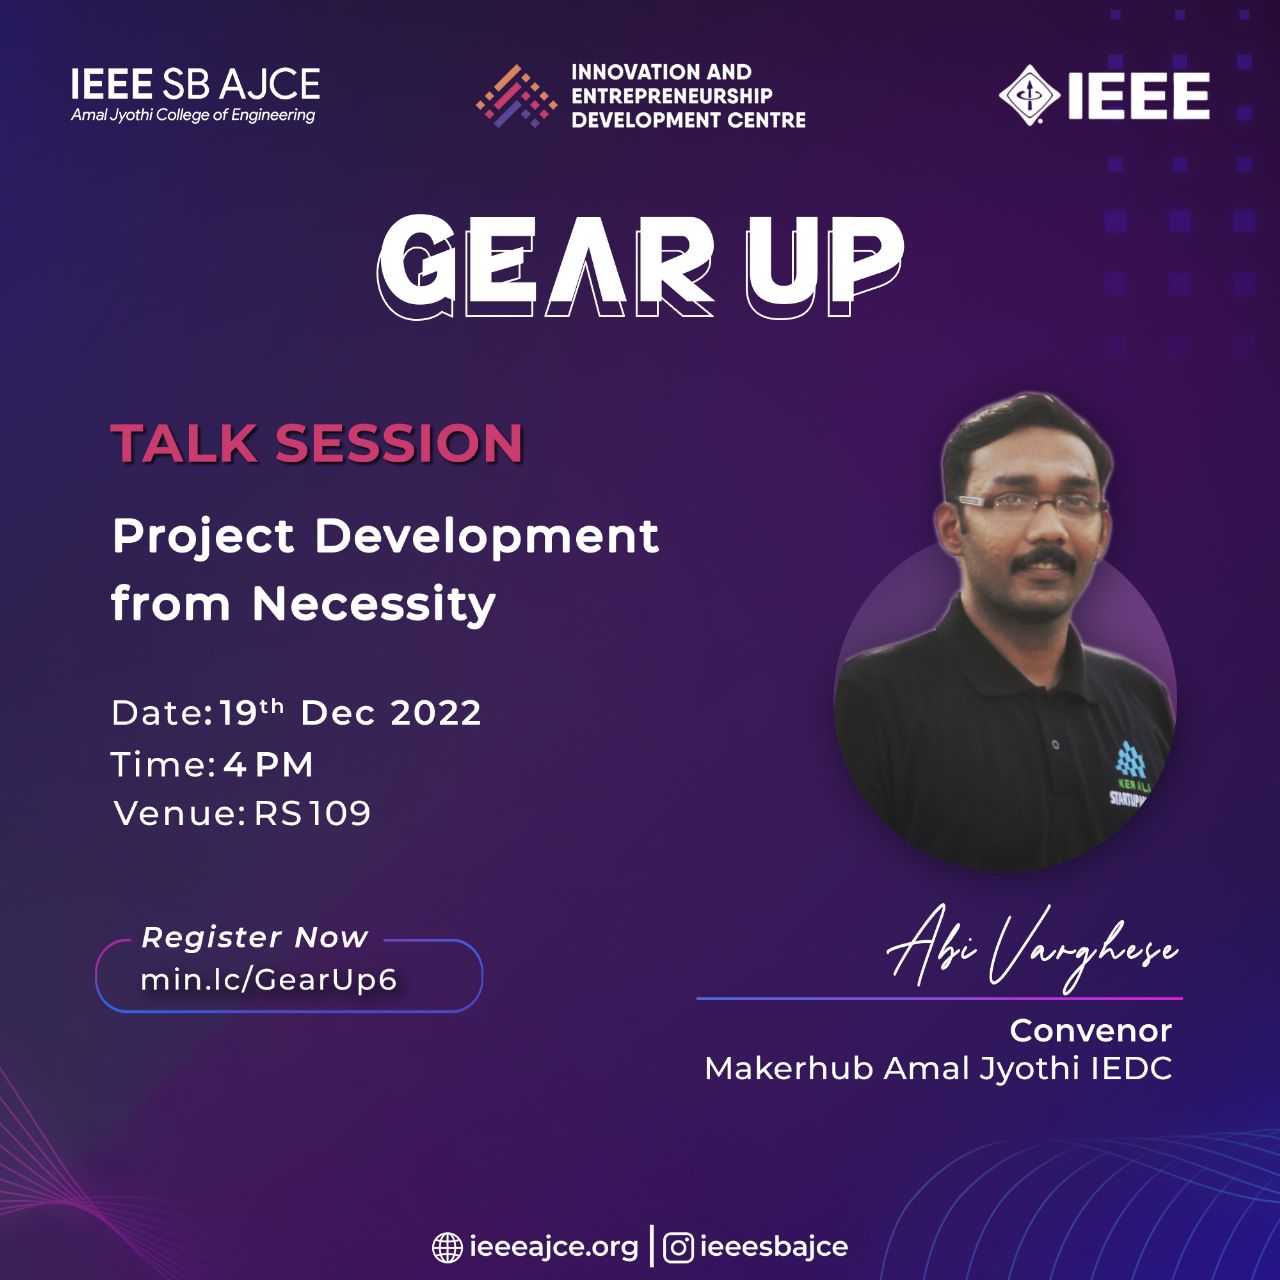 IEEE SB AJCE
Amal Jyothi College of Engineering
INNOVATION AND
ENTREPRENEURSHIP
DEVELOPMENT CENTRE
IEEE
GEAR UP
TALK SESSION
Project Development
from Necessity
Date: 19th Dec 2022
Time: 4 PM
Venue: RS 109
KERALA
Register Now
min.lc/GearUp6
Abi Varghese
Convenor
Makerhub Amal Jyothi IEDC
ieeeajce.org | ieeesbajce